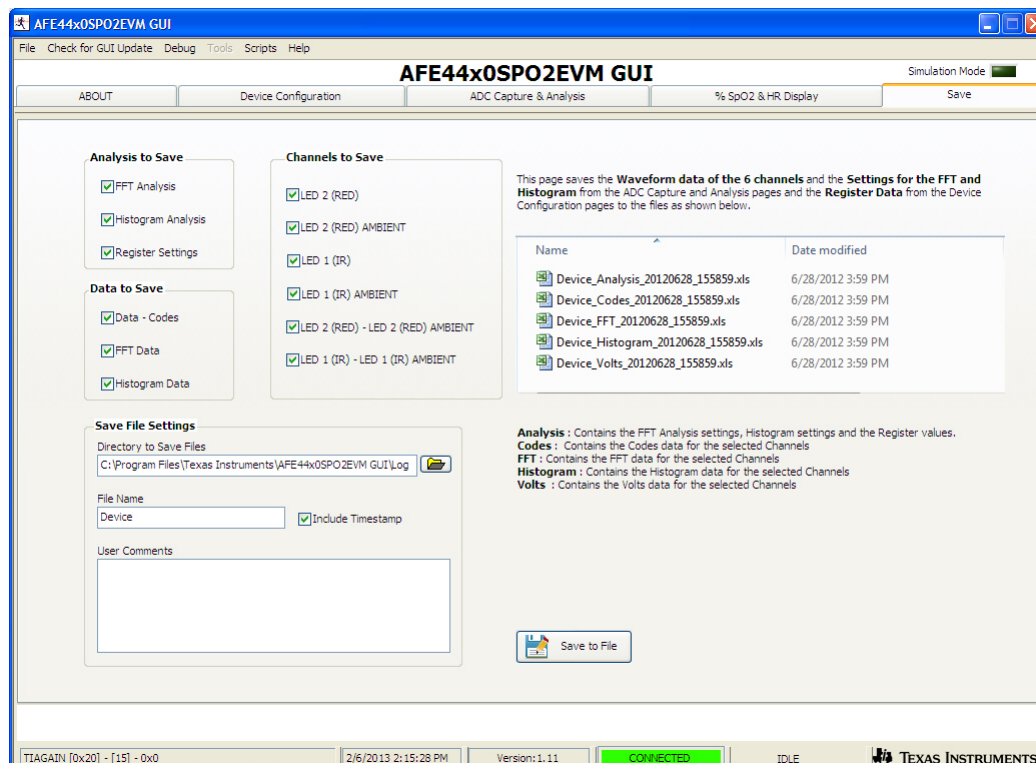 AFE44x0SPO2EVM GUI
File Check for GUI Update Debug Tools Scripts Help
AFE44x0SPO2EVM GUI
Simulation Mode
ABOUT
Device Configuration
ADC Capture & Analysis
% SpO2 & HR Display
Save
Analysis to Save
FFT Analysis
Histogram Analysis
Register Settings
Data to Save
Data - Codes
FFT Data
Histogram Data
Channels to Save
LED 2 (RED)
LED 2 (RED) AMBIENT
LED 1 (IR)
LED 1 (IR) AMBIENT
LED 2 (RED) - LED 2 (RED) AMBIENT
LED 1 (IR) - LED 1 (IR) AMBIENT
This page saves the Waveform data of the 6 channels and the Settings for the FFT and
Histogram from the ADC Capture and Analysis pages and the Register Data from the Device
Configuration pages to the files as shown below.
Name Date modified
Device_Analysis_20120628_155859.xls 6/28/2012 3:59 PM
Device_Codes_20120628_155859.xls 6/28/2012 3:59 PM
Device_FFT_20120628_155859.xls 6/28/2012 3:59 PM
Device_Histogram_20120628_155859.xls 6/28/2012 3:59 PM
Device_Volts_20120628_155859.xls 6/28/2012 3:59 PM
Save File Settings
Directory to Save Files
C:\Program Files\Texas Instruments\AFE44x0SPO2EVM GUI\Log
File Name
Device
Include Timestamp
User Comments
Analysis : Contains the FFT Analysis settings, Histogram settings and the Register values.
Codes : Contains the Codes data for the selected Channels
FFT : Contains the FFT data for the selected Channels
Histogram : Contains the Histogram data for the selected Channels
Volts : Contains the Volts data for the selected Channels
Save to File
TIAGAIN [0x20] - [15] - 0x0
2/6/2013 2:15:28 PM
Version:1.11
CONNECTED
IDLE
TEXAS INSTRUMENTS